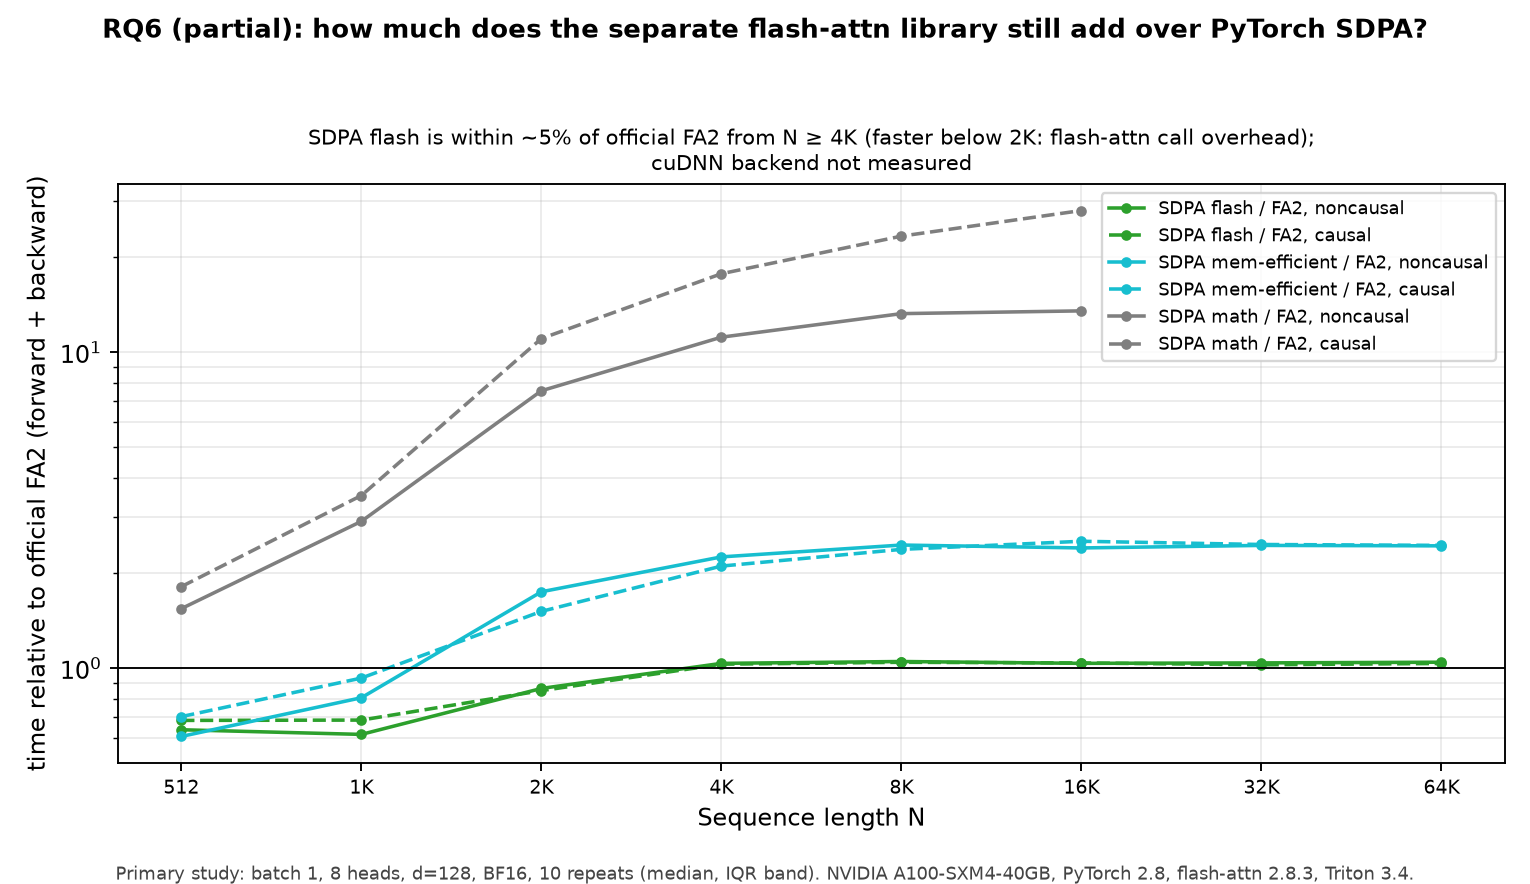 RQ6 (partial): how much does the separate flash-attn library still add over PyTorch SDPA?
SDPA flash is within ~5% of official FA2 from N ≥ 4K (faster below 2K: flash-attn call overhead);
cuDNN backend not measured
time relative to official FA2 (forward + backward)
10¹
10⁰
SDPA flash / FA2, noncausal
SDPA flash / FA2, causal
SDPA mem-efficient / FA2, noncausal
SDPA mem-efficient / FA2, causal
SDPA math / FA2, noncausal
SDPA math / FA2, causal
512 1K 2K 4K 8K 16K 32K 64K
Sequence length N
Primary study: batch 1, 8 heads, d=128, BF16, 10 repeats (median, IQR band). NVIDIA A100-SXM4-40GB, PyTorch 2.8, flash-attn 2.8.3, Triton 3.4.